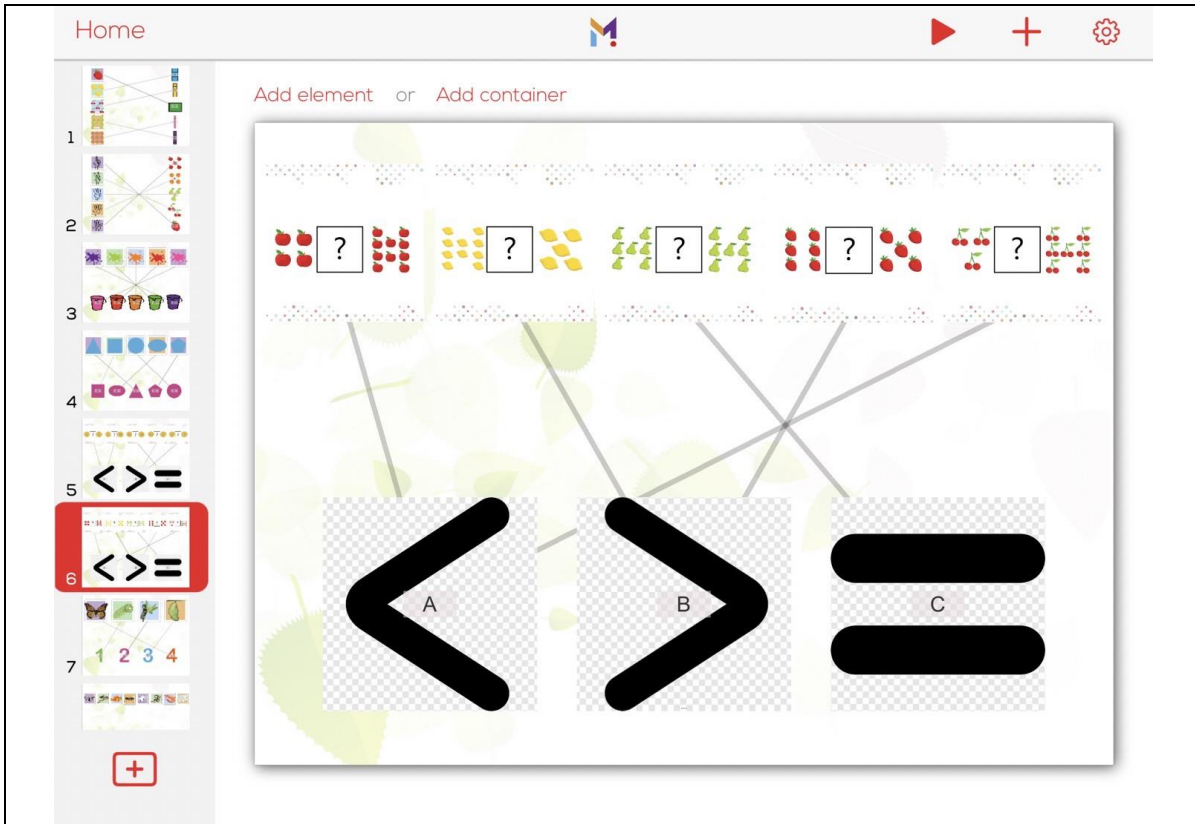 Home
Add element or Add container
1
2
3
4
5
6
7
? ? ? ? ?
< > =
A B C
< > =
< > =
1 2 3 4